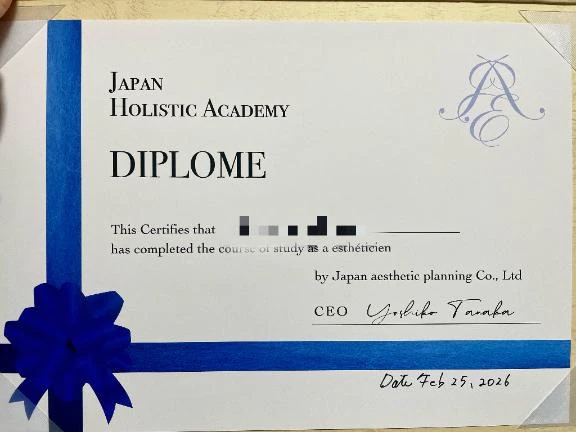 JAPAN
HOLISTIC ACADEMY
DIPLOME
This Certifies that
has completed the course of study as a esthéticien
by Japan aesthetic planning Co., Ltd
CEO Yoshiko Tanaka
Date Feb 25, 2026